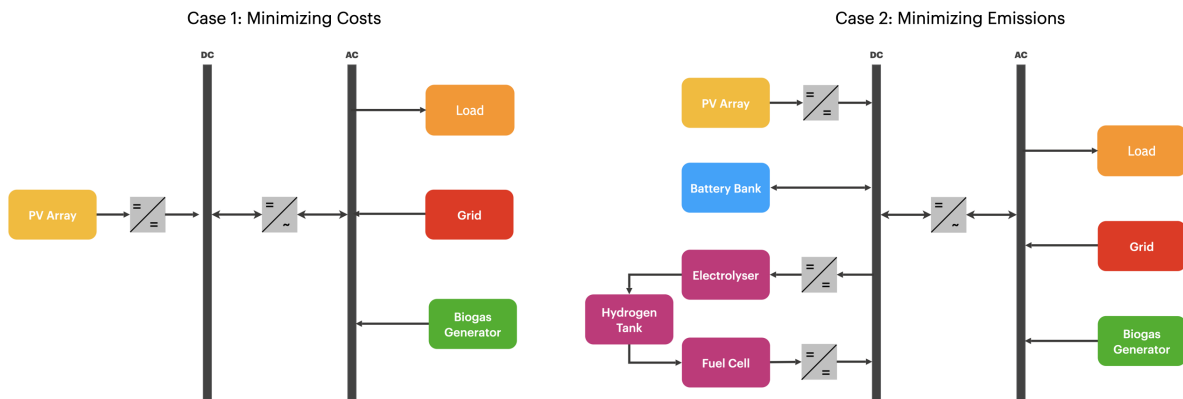 Case 1: Minimizing Costs
DC
AC
PV Array
=
=
=
~
Load
Grid
Biogas
Generator
Case 2: Minimizing Emissions
DC
AC
PV Array
=
=
Battery Bank
Electrolyser
=
=
Hydrogen
Tank
Fuel Cell
=
=
=
~
Load
Grid
Biogas
Generator